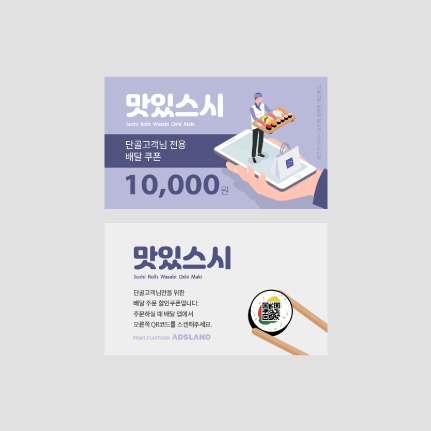 맛있스시
Sushi Rolls Wasabi Oshi Maki
단골고객님 전용
배달 쿠폰
10,000원
맛있스시
Sushi Rolls Wasabi Oshi Maki
단골고객님만을 위한
배달 주문 할인쿠폰입니다.
주문하실 때 배달 앱에서
오른쪽 QR코드를 스캔해주세요.
PRINT PLATFORM ADSLAND